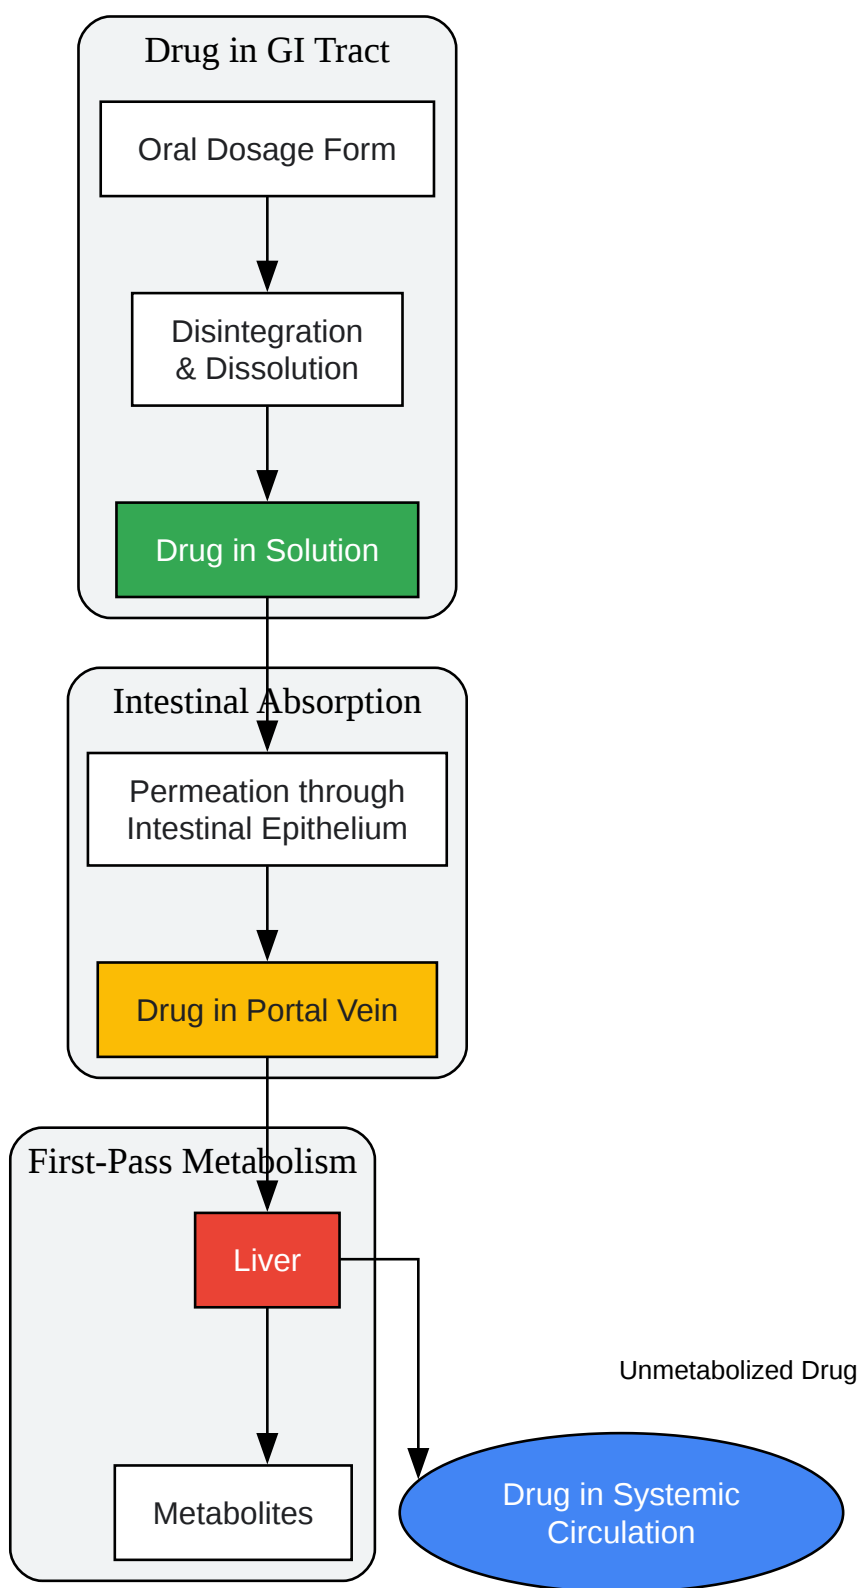 Drug in GI Tract
Oral Dosage Form
Disintegration
& Dissolution
Drug in Solution
Intestinal Absorption
Permeation through
Intestinal Epithelium
Drug in Portal Vein
First-Pass Metabolism
Liver
Unmetabolized Drug
Metabolites
Drug in Systemic
Circulation